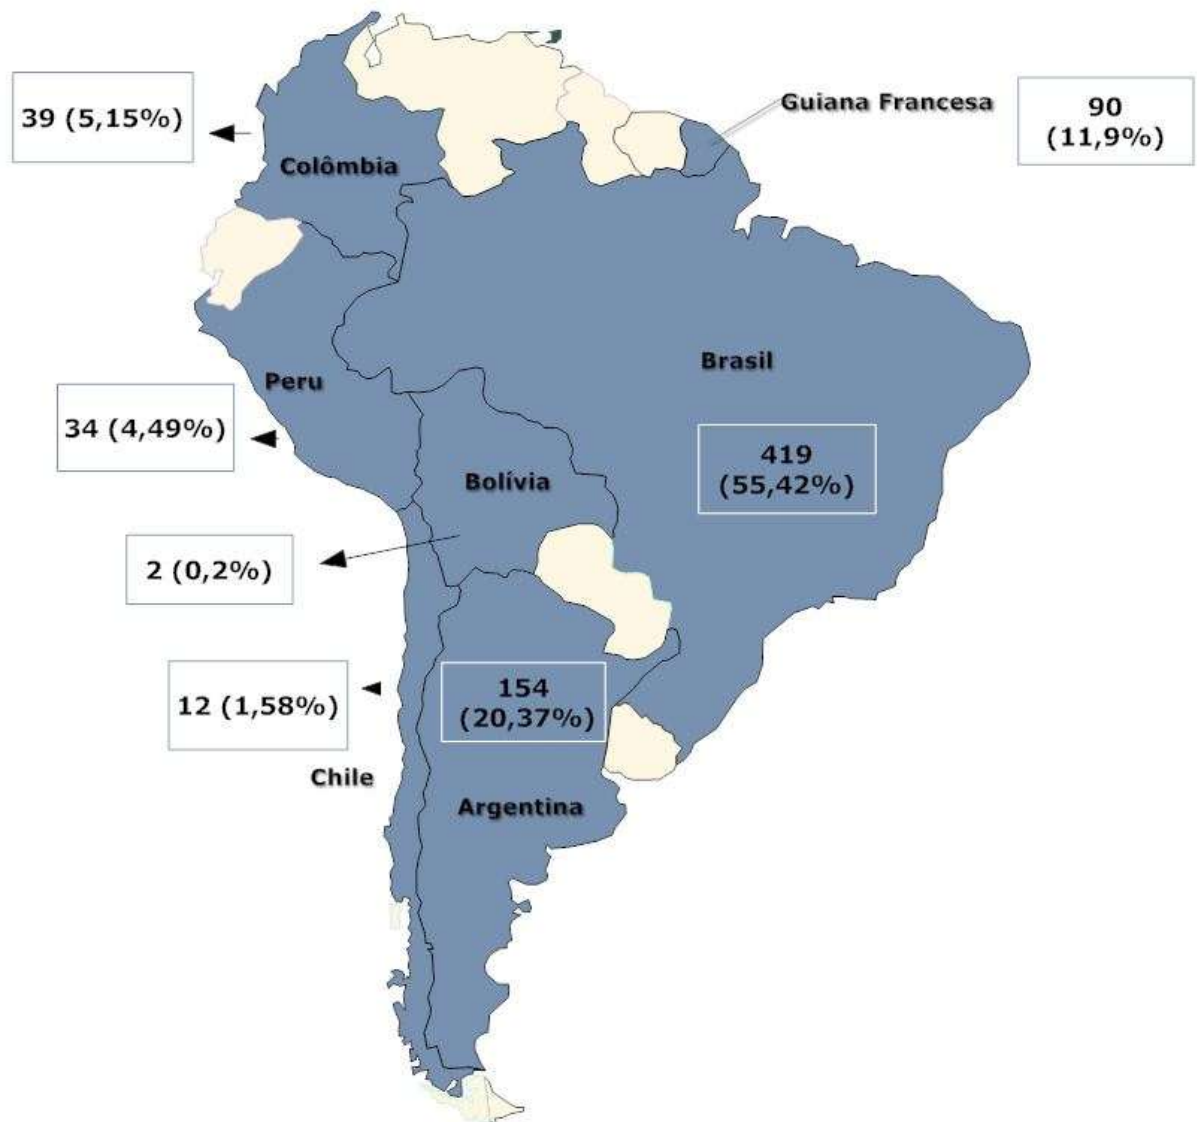 Guiana Francesa
90
(11,9%)
39 (5,15%)
Colômbia
Brasil
419
(55,42%)
Peru
34 (4,49%)
Bolívia
2 (0,2%)
12 (1,58%)
154
(20,37%)
Chile
Argentina